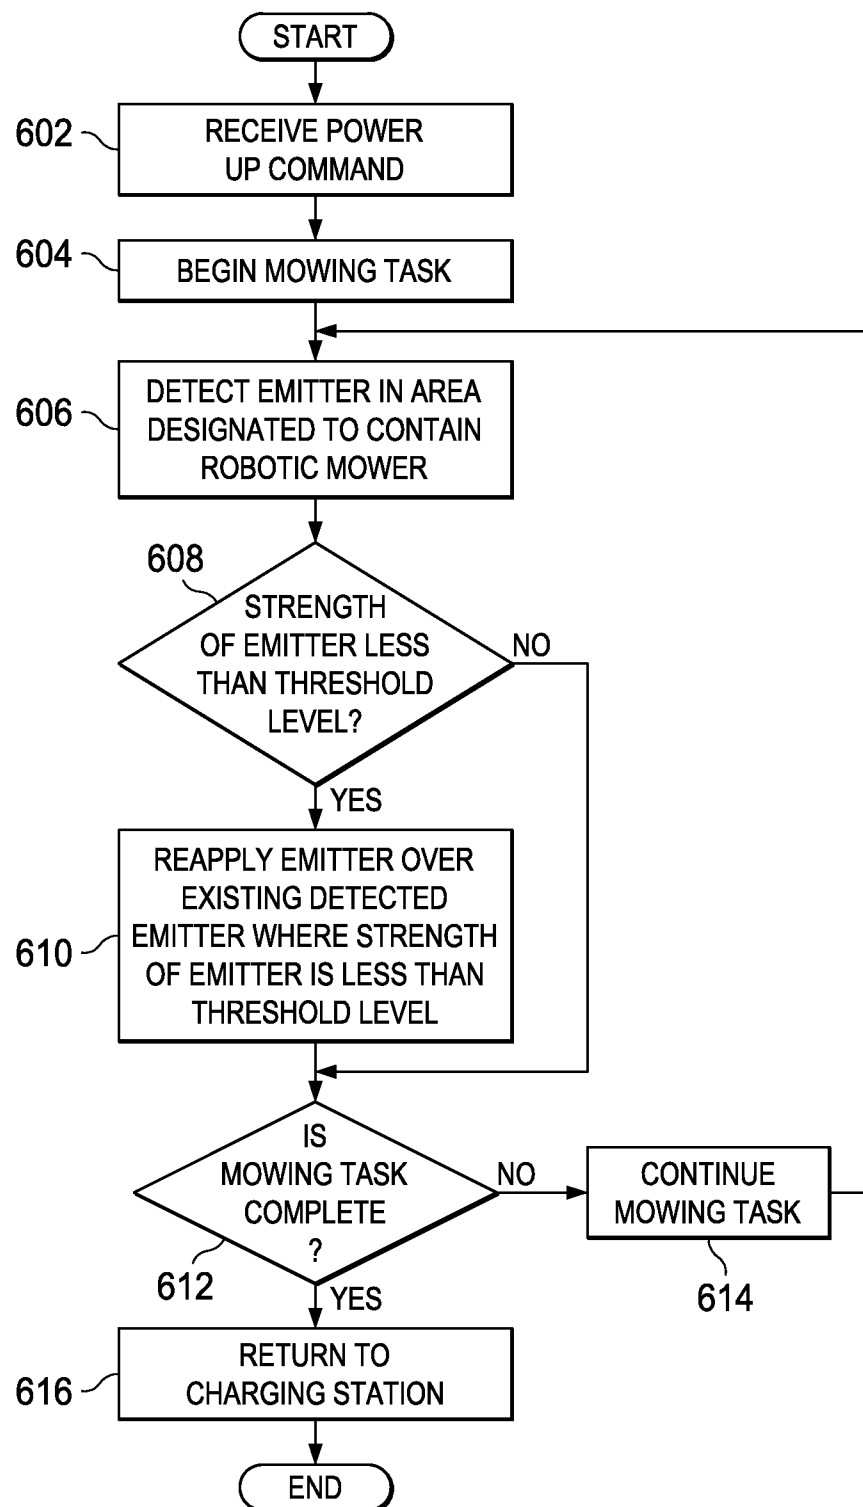 START
602
RECEIVE POWER
UP COMMAND
604
BEGIN MOWING TASK
606
DETECT EMITTER IN AREA
DESIGNATED TO CONTAIN
ROBOTIC MOWER
608
STRENGTH
OF EMITTER LESS
THAN THRESHOLD
LEVEL?
NO
YES
610
REAPPLY EMITTER OVER
EXISTING DETECTED
EMITTER WHERE STRENGTH
OF EMITTER IS LESS THAN
THRESHOLD LEVEL
IS
MOWING TASK
COMPLETE
?
612
NO
CONTINUE
MOWING TASK
614
YES
616
RETURN TO
CHARGING STATION
END